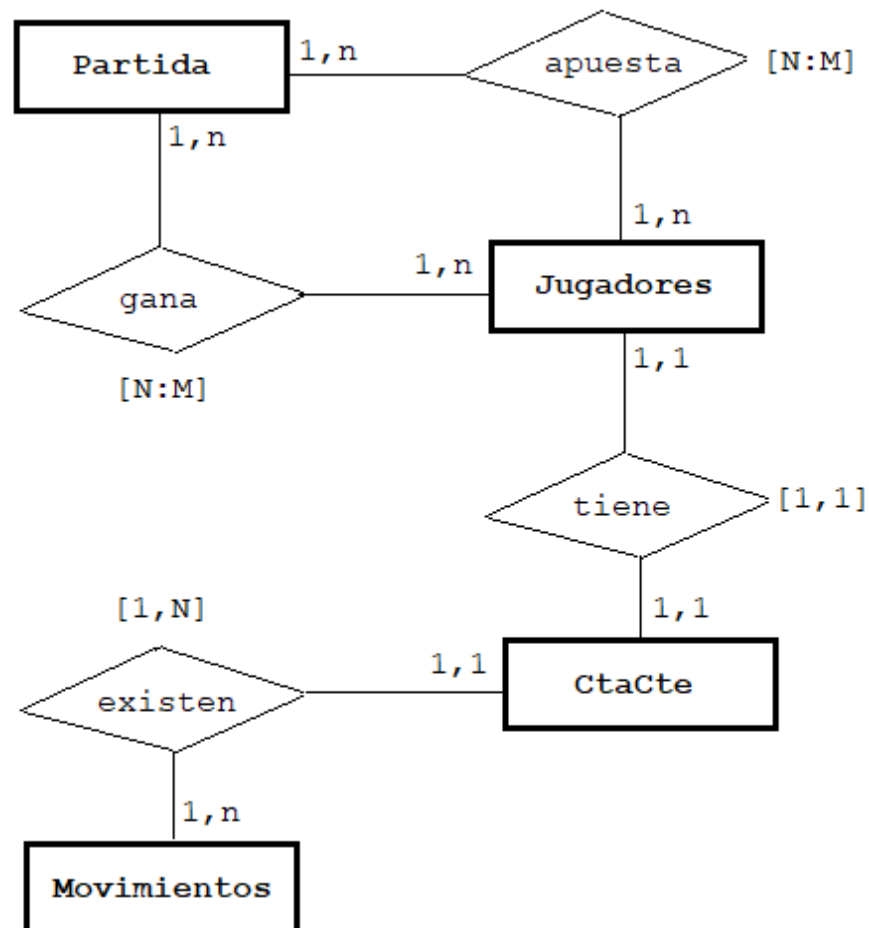 Partida
1,n
apuesta
[N:M]
1,n
1,n
1,n
Jugadores
gana
[N:M]
1,1
tiene
[1,1]
[1,N]
1,1
1,1
CtaCte
existen
1,n
Movimientos